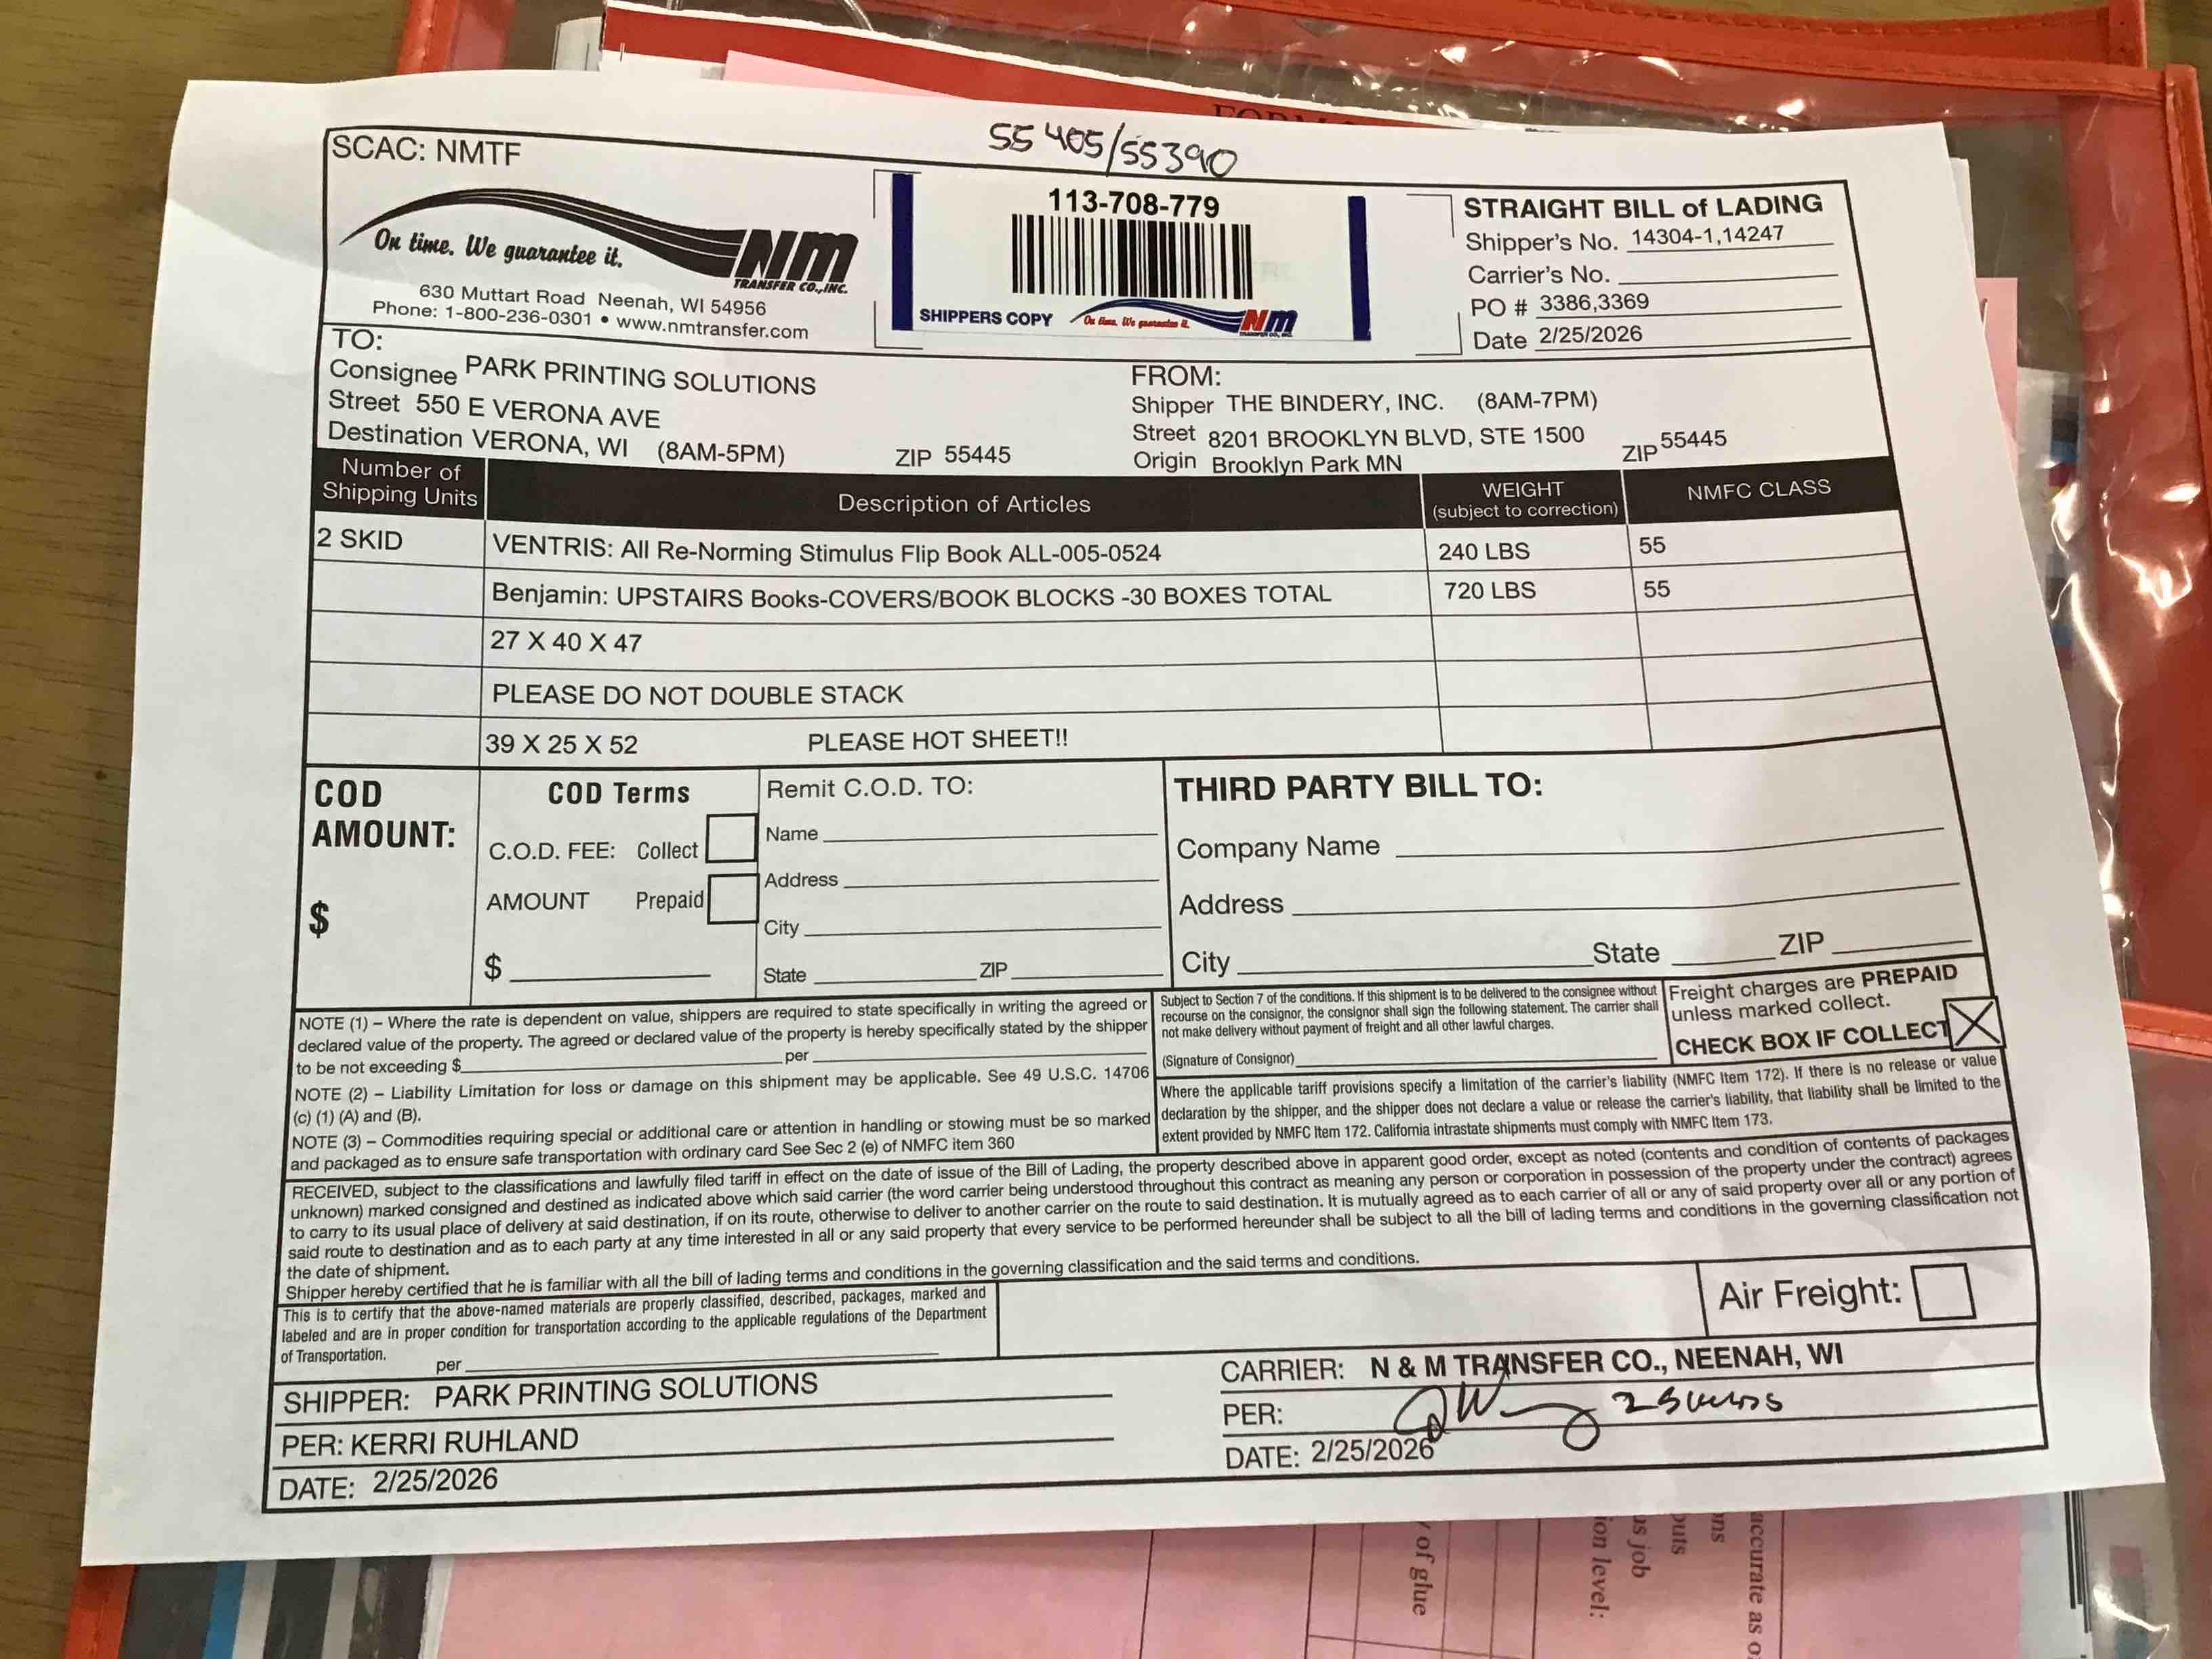 55405/55390
SCAC: NMTF
On time. We guarantee it.
NM
TRANSFER CO., INC.
630 Muttart Road Neenah, WI 54956
Phone: 1-800-236-0301 • www.nmtransfer.com
113-708-779
SHIPPERS COPY On time. We guarantee it. NM
STRAIGHT BILL of LADING
Shipper's No. 14304-1,14247
Carrier's No.
PO # 3386,3369
Date 2/25/2026
TO:
Consignee PARK PRINTING SOLUTIONS
Street 550 E VERONA AVE
Destination VERONA, WI (8AM-5PM) ZIP 55445
FROM:
Shipper THE BINDERY, INC. (8AM-7PM)
Street 8201 BROOKLYN BLVD, STE 1500
Origin Brooklyn Park MN ZIP 55445
Number of Shipping Units Description of Articles WEIGHT (subject to correction) NMFC CLASS
2 SKID VENTRIS: All Re-Norming Stimulus Flip Book ALL-005-0524 240 LBS 55
Benjamin: UPSTAIRS Books-COVERS/BOOK BLOCKS -30 BOXES TOTAL 720 LBS 55
27 X 40 X 47
PLEASE DO NOT DOUBLE STACK
39 X 25 X 52 PLEASE HOT SHEET!!
COD
AMOUNT:
$
COD Terms
C.O.D. FEE: Collect
AMOUNT Prepaid
$
Remit C.O.D. TO:
Name
Address
City
State ZIP
THIRD PARTY BILL TO:
Company Name
Address
City State ZIP
NOTE (1) – Where the rate is dependent on value, shippers are required to state specifically in writing the agreed or
declared value of the property. The agreed or declared value of the property is hereby specifically stated by the shipper
to be not exceeding $ per
NOTE (2) – Liability Limitation for loss or damage on this shipment may be applicable. See 49 U.S.C. 14706
(c) (1) (A) and (B).
NOTE (3) – Commodities requiring special or additional care or attention in handling or stowing must be so marked
and packaged as to ensure safe transportation with ordinary card See Sec 2 (e) of NMFC item 360
Subject to Section 7 of the conditions. If this shipment is to be delivered to the consignee without
recourse on the consignor, the consignor shall sign the following statement. The carrier shall
not make delivery without payment of freight and all other lawful charges.
(Signature of Consignor)
Freight charges are PREPAID
unless marked collect.
CHECK BOX IF COLLECT
Where the applicable tariff provisions specify a limitation of the carrier's liability (NMFC Item 172). If there is no release or value
declaration by the shipper, and the shipper does not declare a value or release the carrier's liability, that liability shall be limited to the
extent provided by NMFC Item 172. California intrastate shipments must comply with NMFC Item 173.
RECEIVED, subject to the classifications and lawfully filed tariff in effect on the date of issue of the Bill of Lading, the property described above in apparent good order, except as noted (contents and condition of contents of packages
unknown) marked consigned and destined as indicated above which said carrier (the word carrier being understood throughout this contract as meaning any person or corporation in possession of the property under the contract) agrees
to carry to its usual place of delivery at said destination, if on its route, otherwise to deliver to another carrier on the route to said destination. It is mutually agreed as to each carrier of all or any of said property over all or any portion of
said route to destination and as to each party at any time interested in all or any said property that every service to be performed hereunder shall be subject to all the bill of lading terms and conditions in the governing classification not
the date of shipment.
Shipper hereby certified that he is familiar with all the bill of lading terms and conditions in the governing classification and the said terms and conditions.
This is to certify that the above-named materials are properly classified, described, packages, marked and
labeled and are in proper condition for transportation according to the applicable regulations of the Department
of Transportation.
per
Air Freight:
SHIPPER: PARK PRINTING SOLUTIONS
PER: KERRI RUHLAND
DATE: 2/25/2026
CARRIER: N & M TRANSFER CO., NEENAH, WI
PER:
DATE: 2/25/2026
of glue
ion level:
as job
accurate as